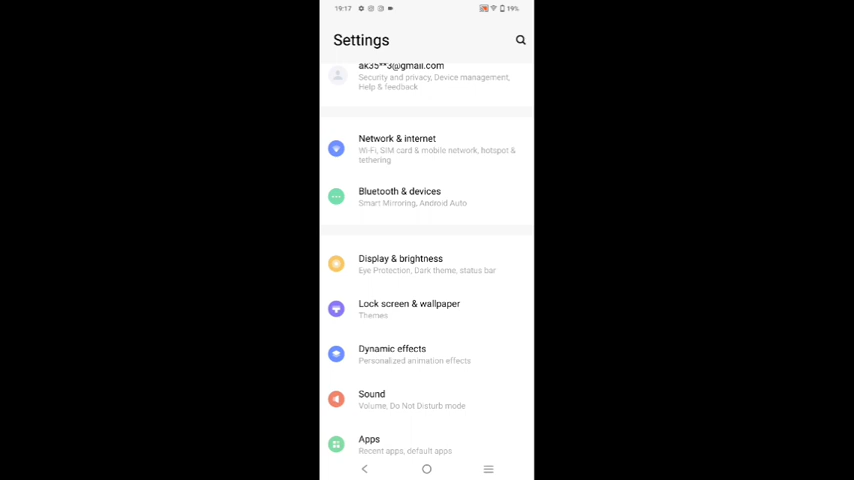 19:17
19%
Settings
ak35**3@gmail.com
Security and privacy, Device management,
Help & feedback
Network & internet
Wi-Fi, SIM card & mobile network, hotspot &
tethering
Bluetooth & devices
Smart Mirroring, Android Auto
Display & brightness
Eye Protection, Dark theme, status bar
Lock screen & wallpaper
Themes
Dynamic effects
Personalized animation effects
Sound
Volume, Do Not Disturb mode
Apps
Recent apps, default apps